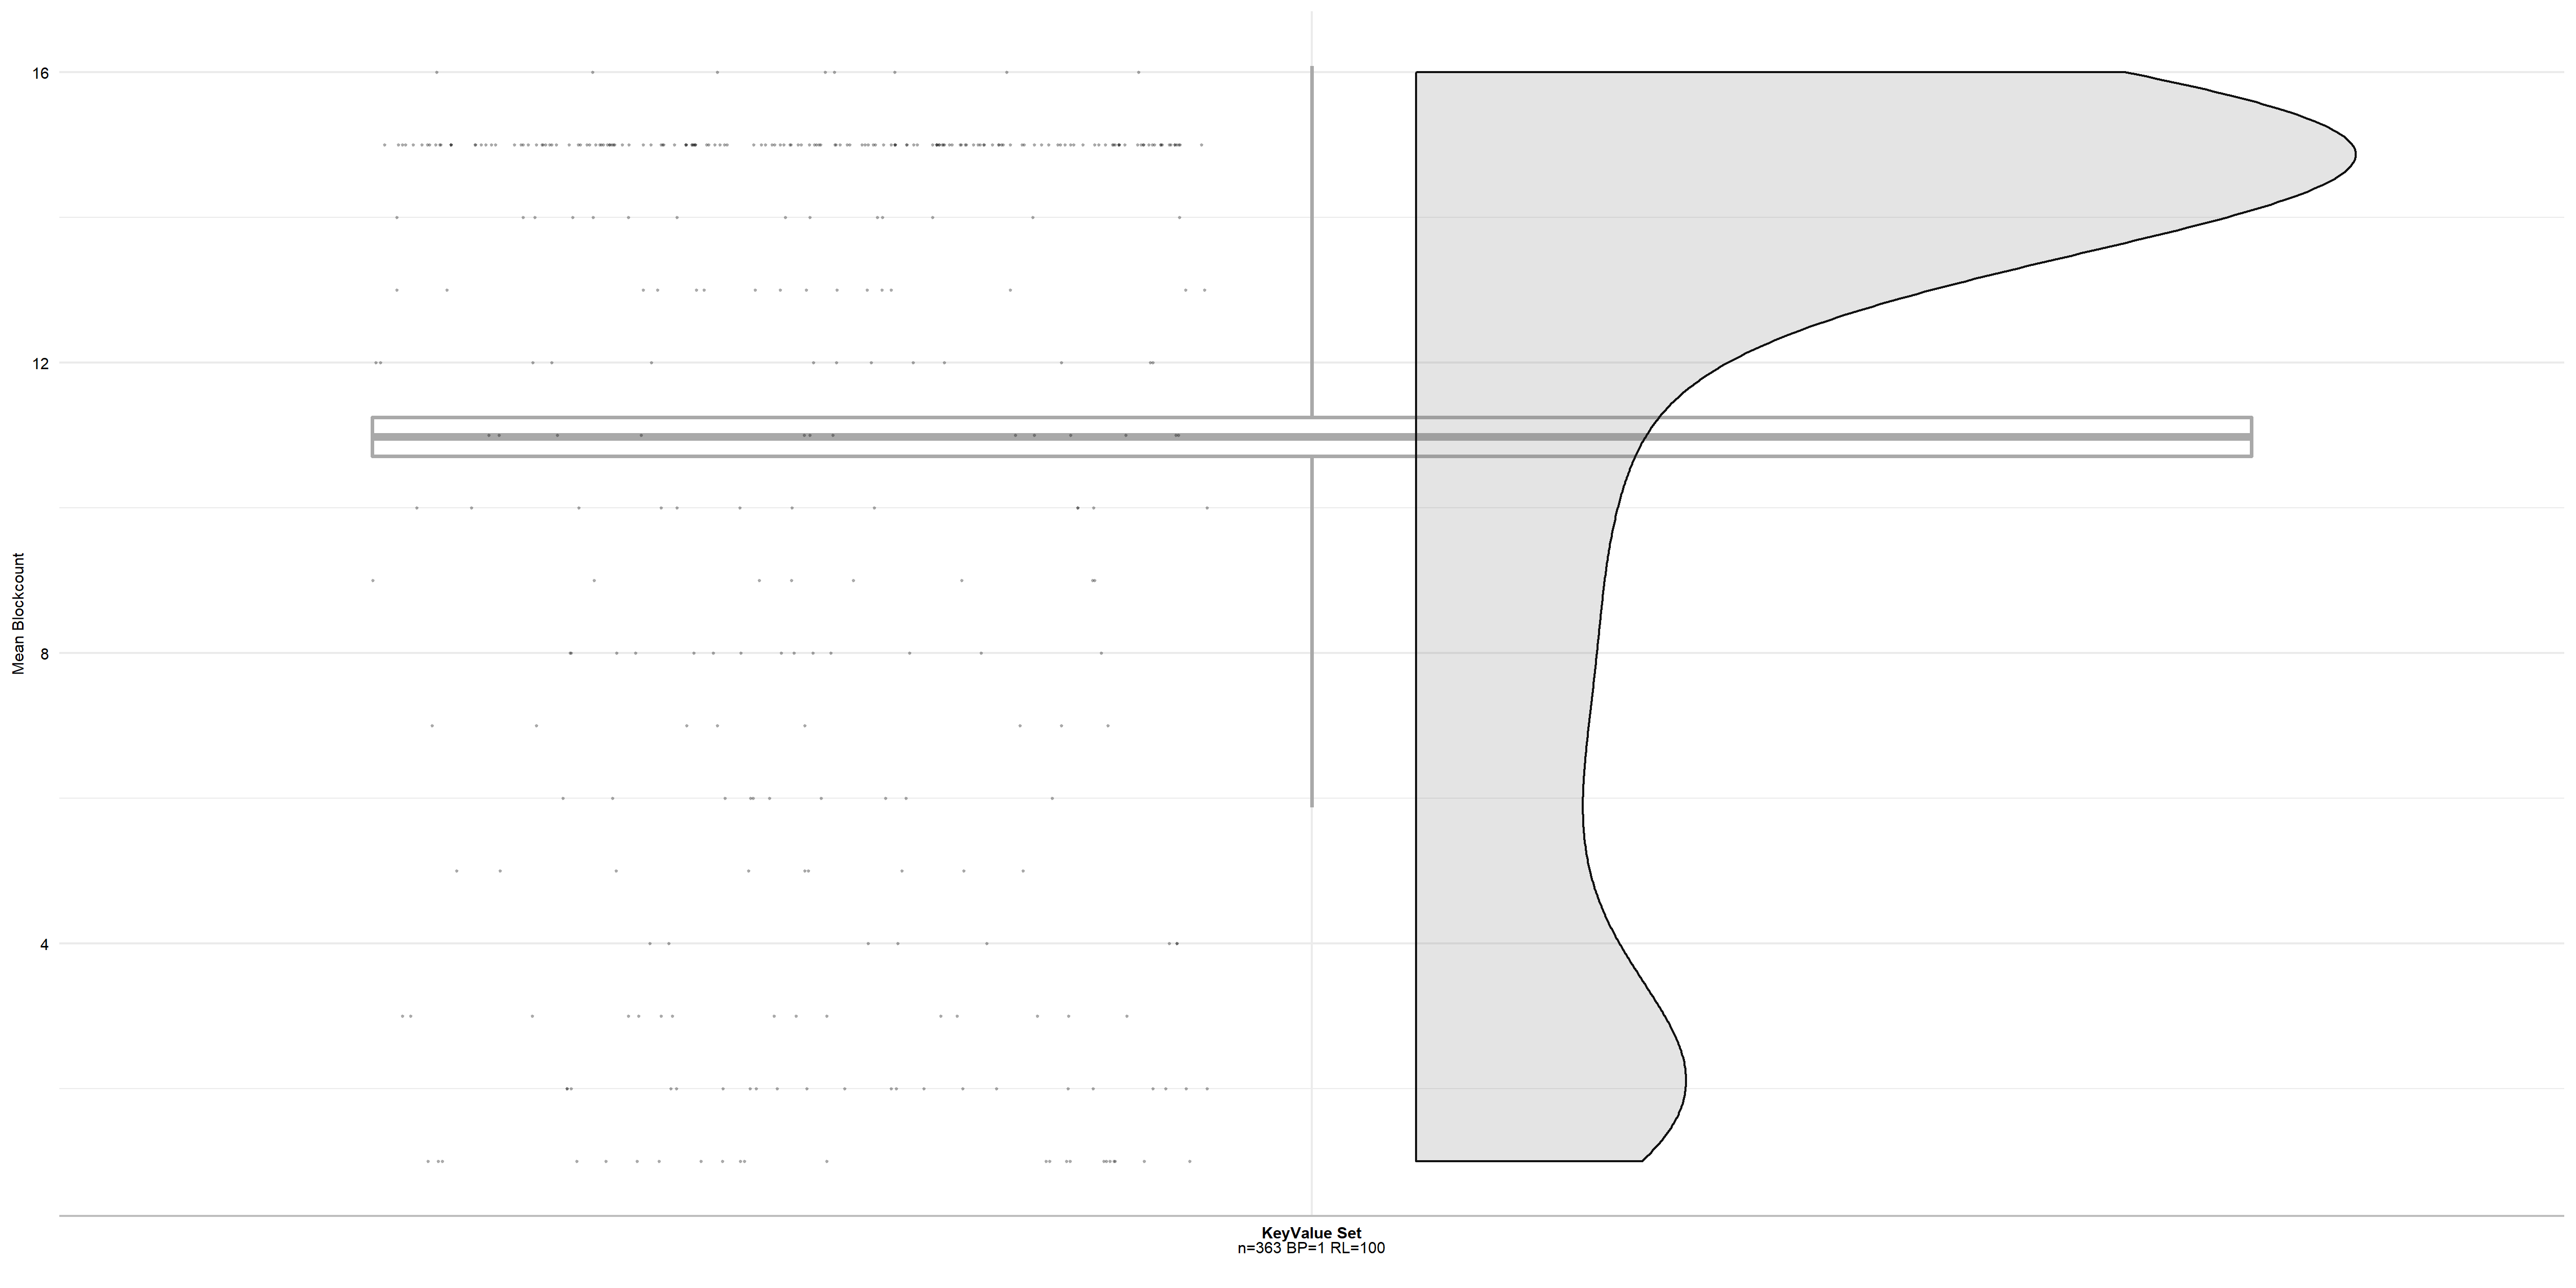 16
12
8
4
Mean Blockcount
KeyValue Set
n=363 BP=1 RL=100